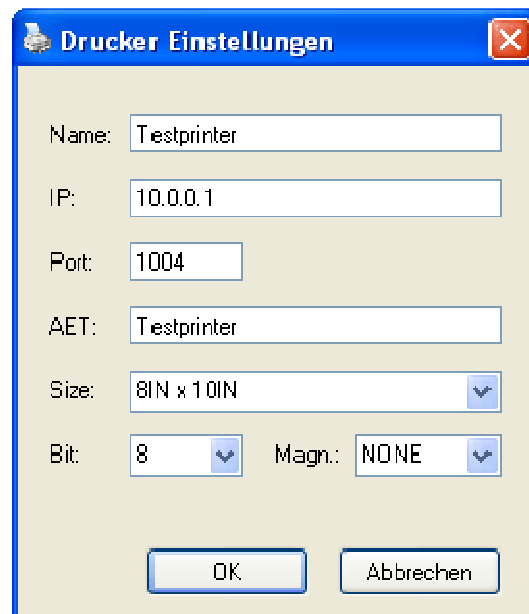 Drucker Einstellungen
Name: Testprinter
IP: 10.0.0.1
Port: 1004
AET: Testprinter
Size: 8IN x 10IN
Bit: 8 Magn.: NONE
OK Abbrechen